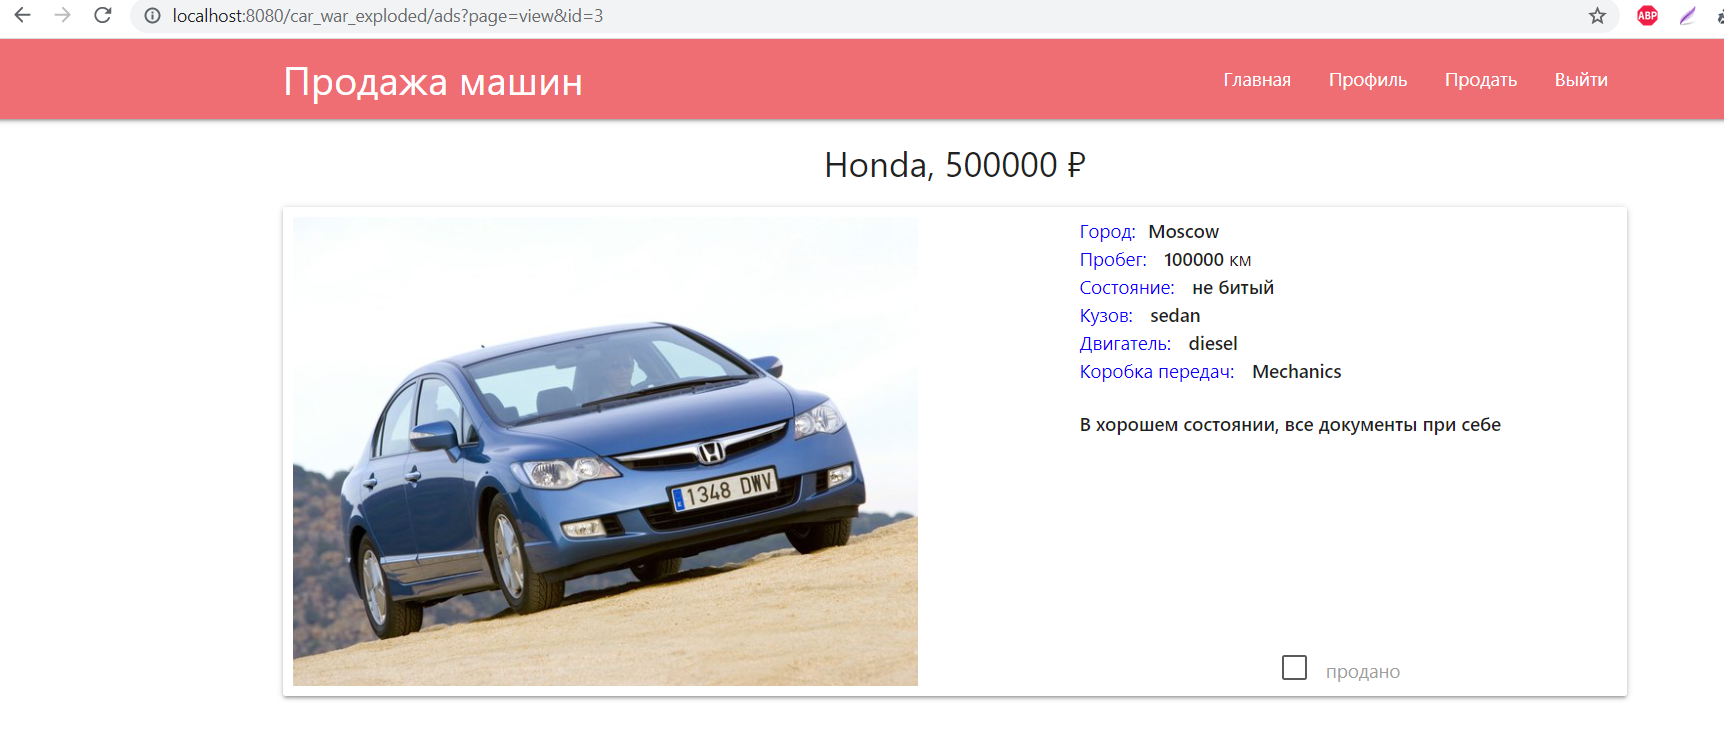 localhost:8080/car_war_exploded/ads?page=view&id=3
ABP
Продажа машин
Главная Профиль Продать Выйти
Honda, 500000 ₽
Город: Moscow
Пробег: 100000 км
Состояние: не битый
Кузов: sedan
Двигатель: diesel
Коробка передач: Mechanics
В хорошем состоянии, все документы при себе
1348 DWV
продано